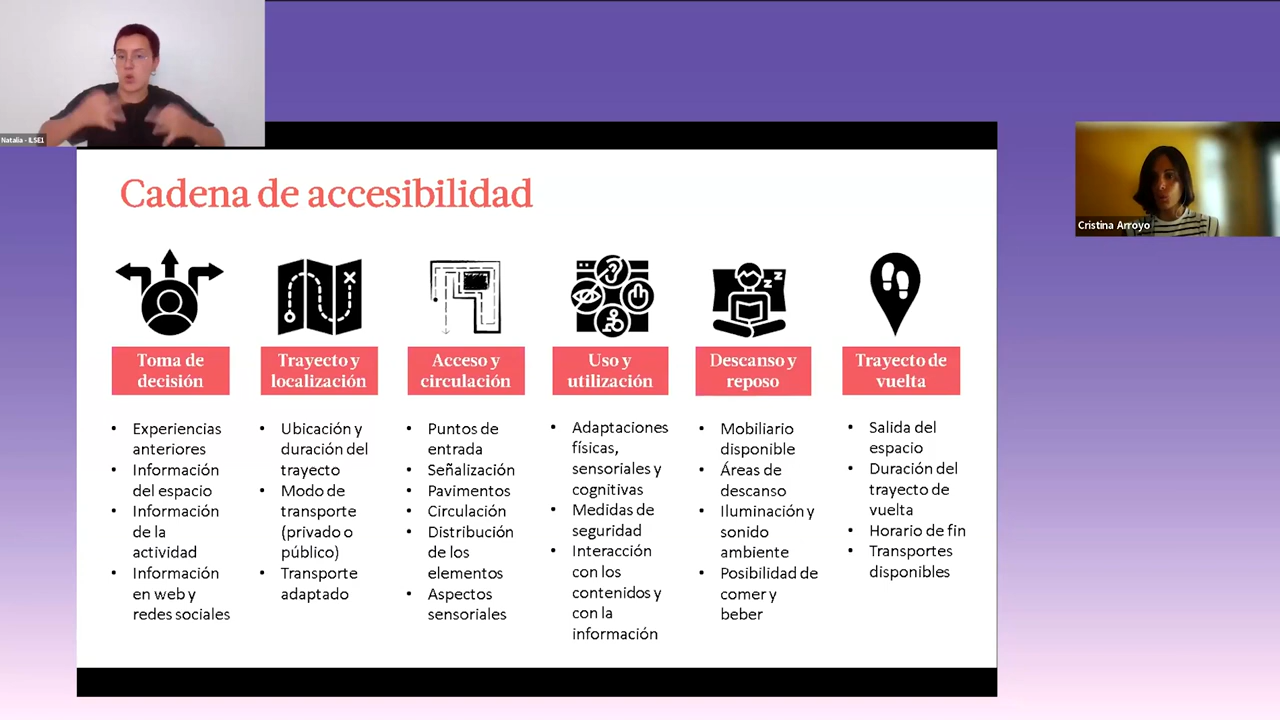 Natalia - ILSE1
Cristina Arroyo
Cadena de accesibilidad
Toma de
decisión
• Experiencias
anteriores
• Información
del espacio
• Información
de la
actividad
• Información
en web y
redes sociales
Trayecto y
localización
• Ubicación y
duración del
trayecto
• Modo de
transporte
(privado o
público)
• Transporte
adaptado
Acceso y
circulación
• Puntos de
entrada
• Señalización
• Pavimentos
• Circulación
• Distribución
de los
elementos
• Aspectos
sensoriales
Uso y
utilización
• Adaptaciones
físicas,
sensoriales y
cognitivas
• Medidas de
seguridad
• Interacción
con los
contenidos y
con la
información
Descanso y
reposo
• Mobiliario
disponible
• Áreas de
descanso
• Iluminación y
sonido
ambiente
• Posibilidad de
comer y
beber
Trayecto de
vuelta
• Salida del
espacio
• Duración del
trayecto de
vuelta
• Horario de fin
• Transportes
disponibles